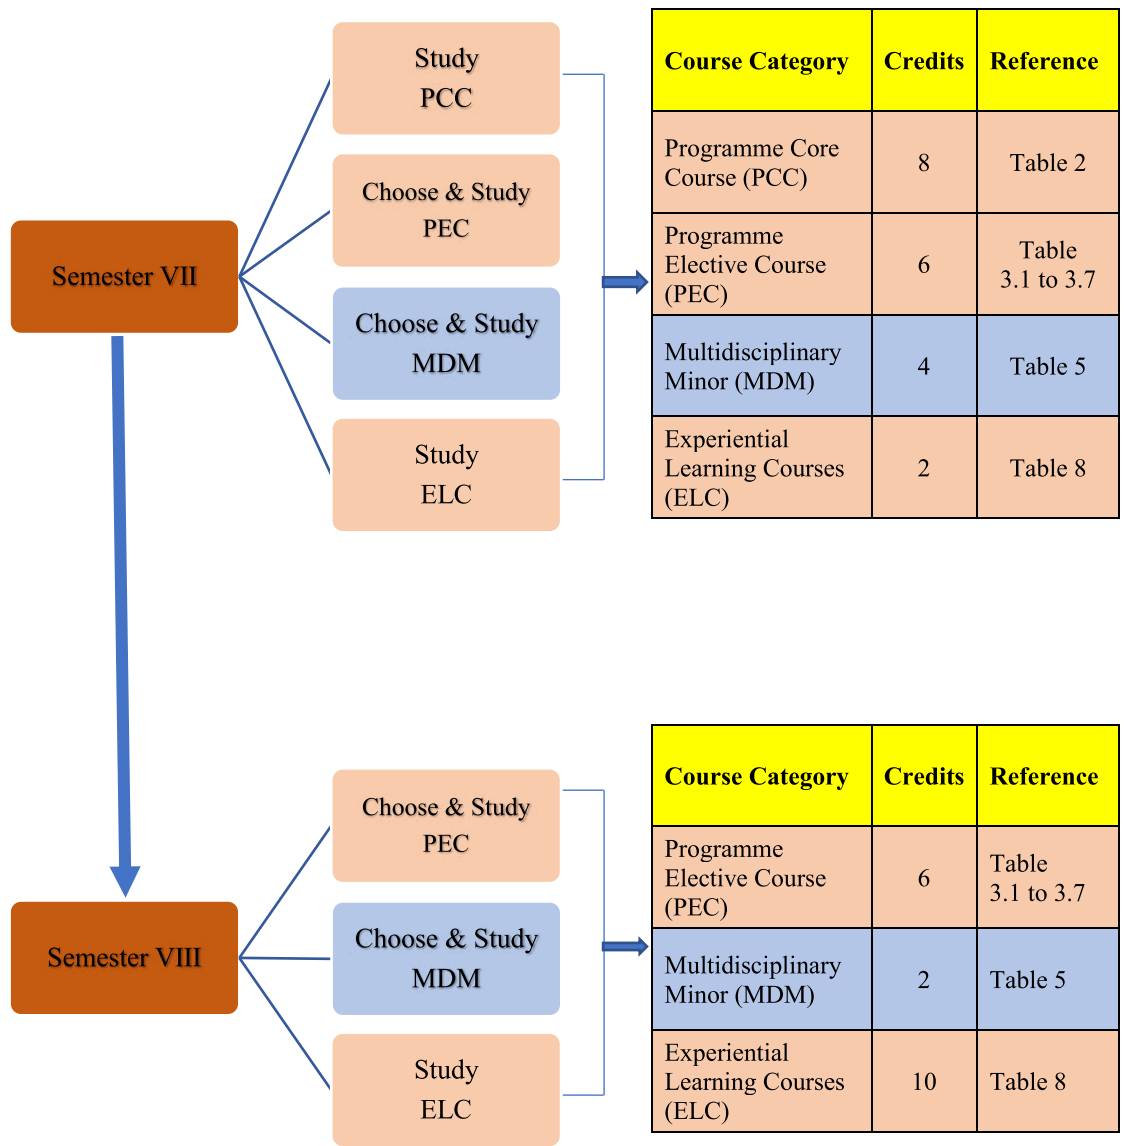 Semester VII
Study
PCC
Choose & Study
PEC
Choose & Study
MDM
Study
ELC
Course Category Credits Reference
Programme Core
Course (PCC)
8
Table 2
Programme
Elective Course
(PEC)
6
Table
3.1 to 3.7
Multidisciplinary
Minor (MDM)
4
Table 5
Experiential
Learning Courses
(ELC)
2
Table 8
Semester VIII
Choose & Study
PEC
Choose & Study
MDM
Study
ELC
Course Category Credits Reference
Programme
Elective Course
(PEC)
6
Table
3.1 to 3.7
Multidisciplinary
Minor (MDM)
2
Table 5
Experiential
Learning Courses
(ELC)
10
Table 8